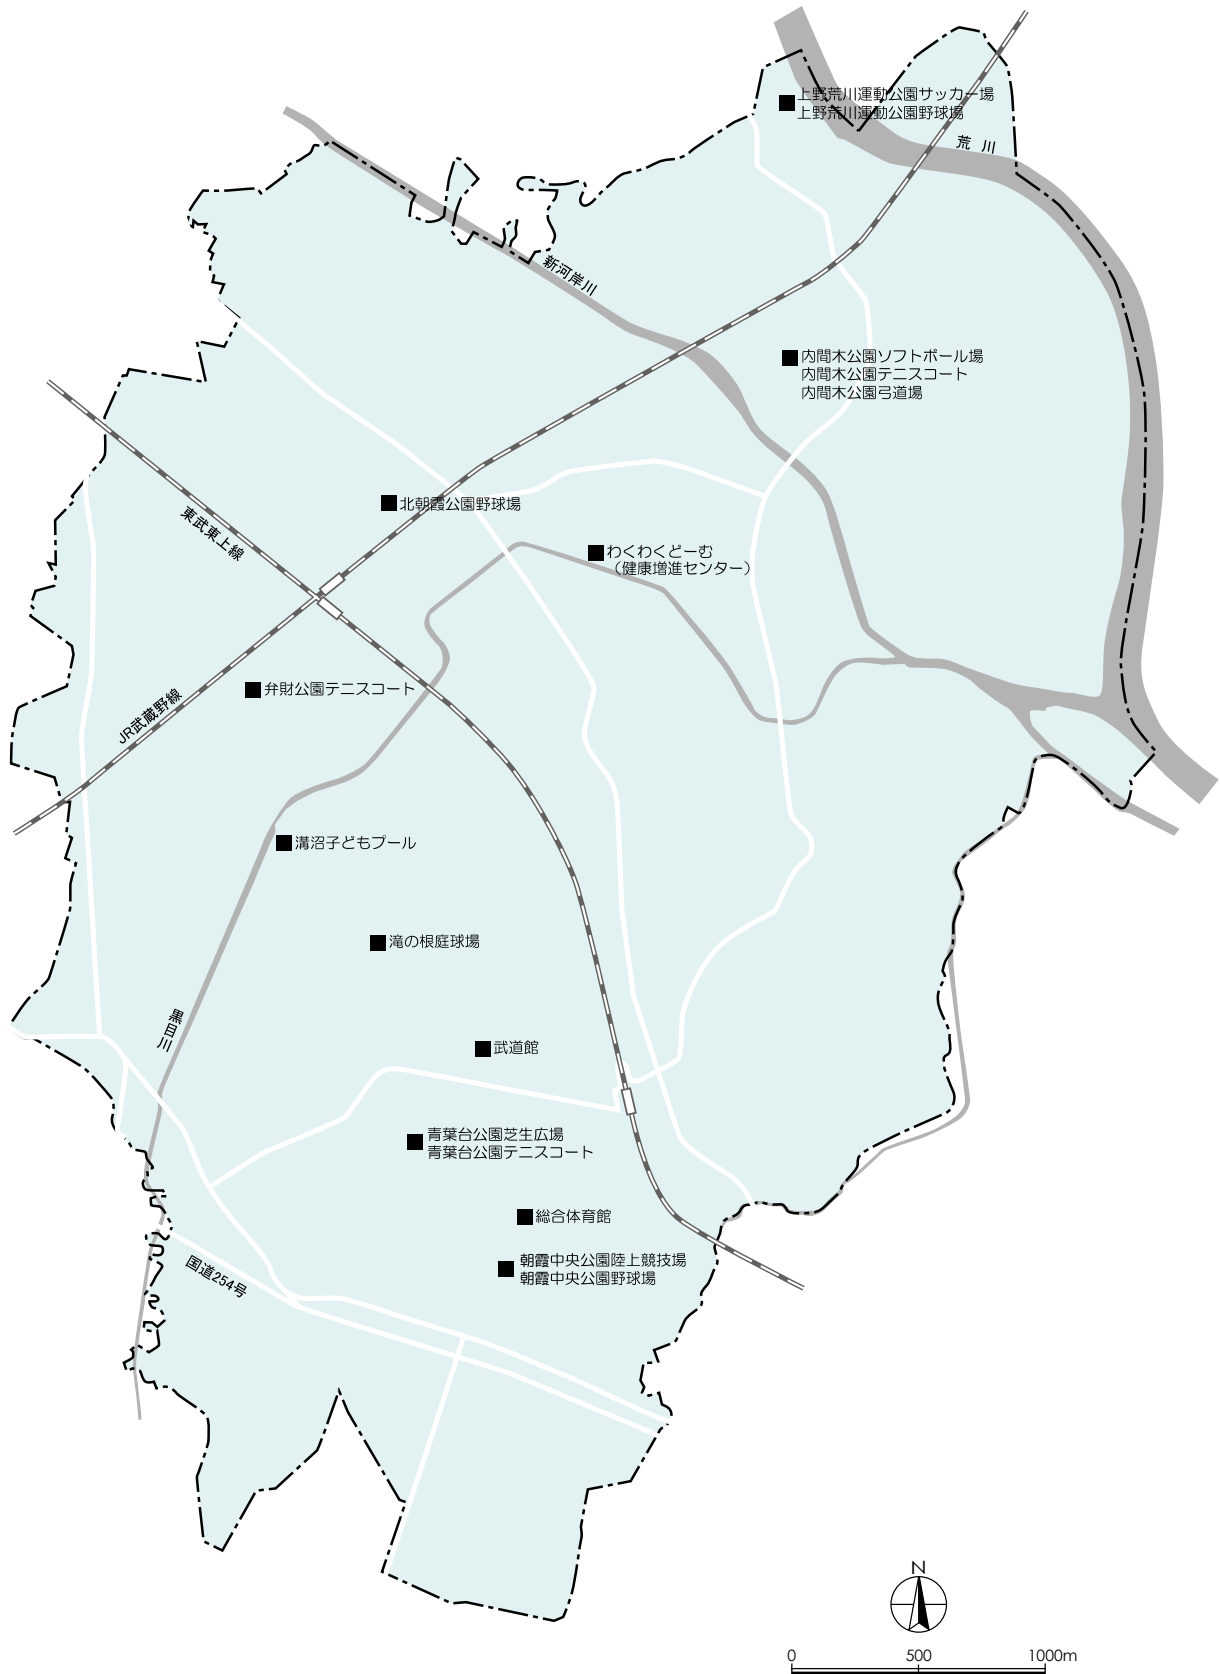 上野荒川運動公園サッカー場
上野荒川運動公園野球場
荒川
新河岸川
内間木公園ソフトボール場
内間木公園テニスコート
内間木公園弓道場
北朝霞公園野球場
東武東上線
わくわくどーむ
（健康増進センター）
弁財公園テニスコート
JR武蔵野線
溝沼子どもプール
滝の根庭球場
黒目川
武道館
青葉台公園芝生広場
青葉台公園テニスコート
総合体育館
朝霞中央公園陸上競技場
朝霞中央公園野球場
国道254号
N
0 500 1000m